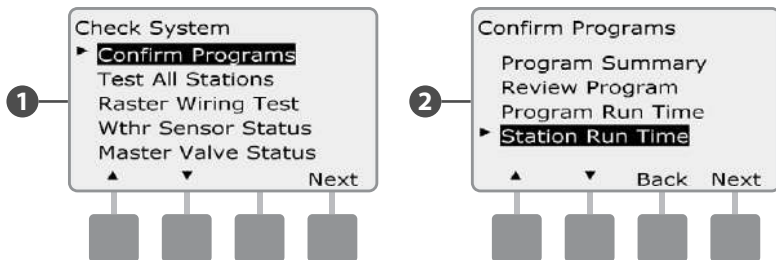 Check System
► Confirm Programs
Test All Stations
Raster Wiring Test
Wthr Sensor Status
Master Valve Status
▲ ▼ Next
1
Confirm Programs
Program Summary
Review Program
Program Run Time
► Station Run Time
▲ ▼ Back Next
2